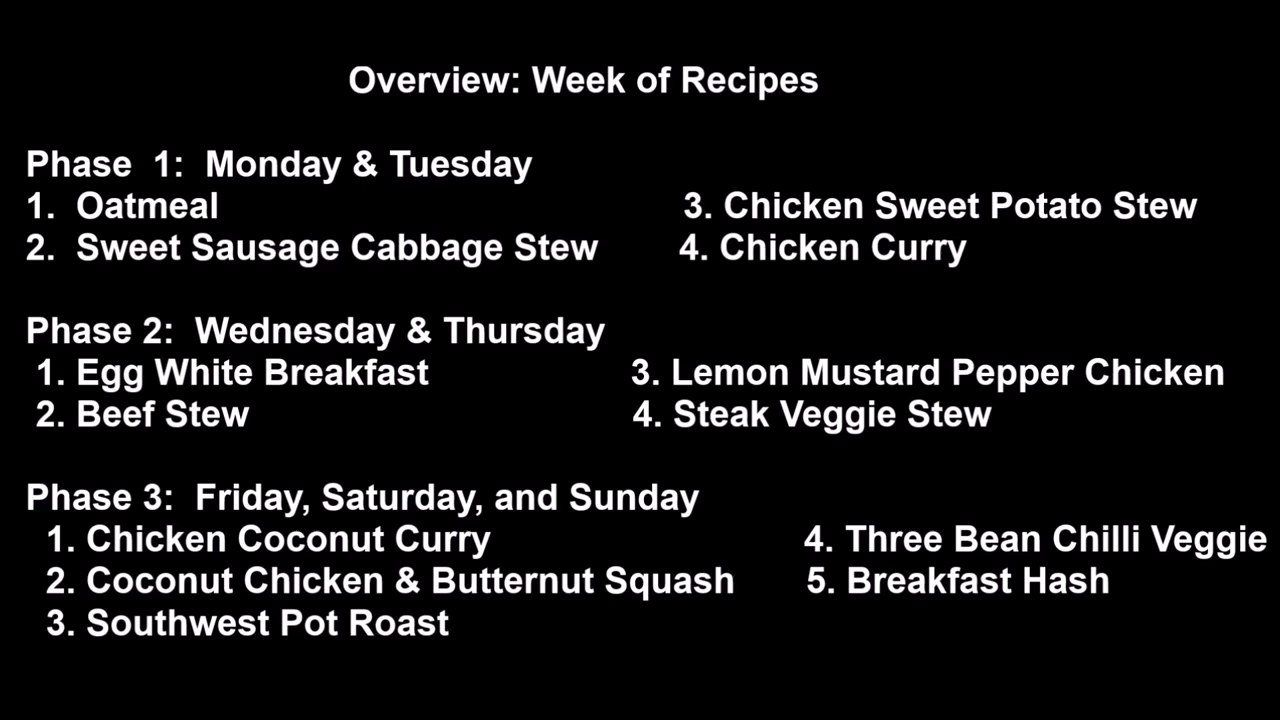 Overview: Week of Recipes
Phase 1: Monday & Tuesday
1. Oatmeal
2. Sweet Sausage Cabbage Stew
3. Chicken Sweet Potato Stew
4. Chicken Curry
Phase 2: Wednesday & Thursday
1. Egg White Breakfast
2. Beef Stew
3. Lemon Mustard Pepper Chicken
4. Steak Veggie Stew
Phase 3: Friday, Saturday, and Sunday
1. Chicken Coconut Curry
2. Coconut Chicken & Butternut Squash
3. Southwest Pot Roast
4. Three Bean Chilli Veggie
5. Breakfast Hash